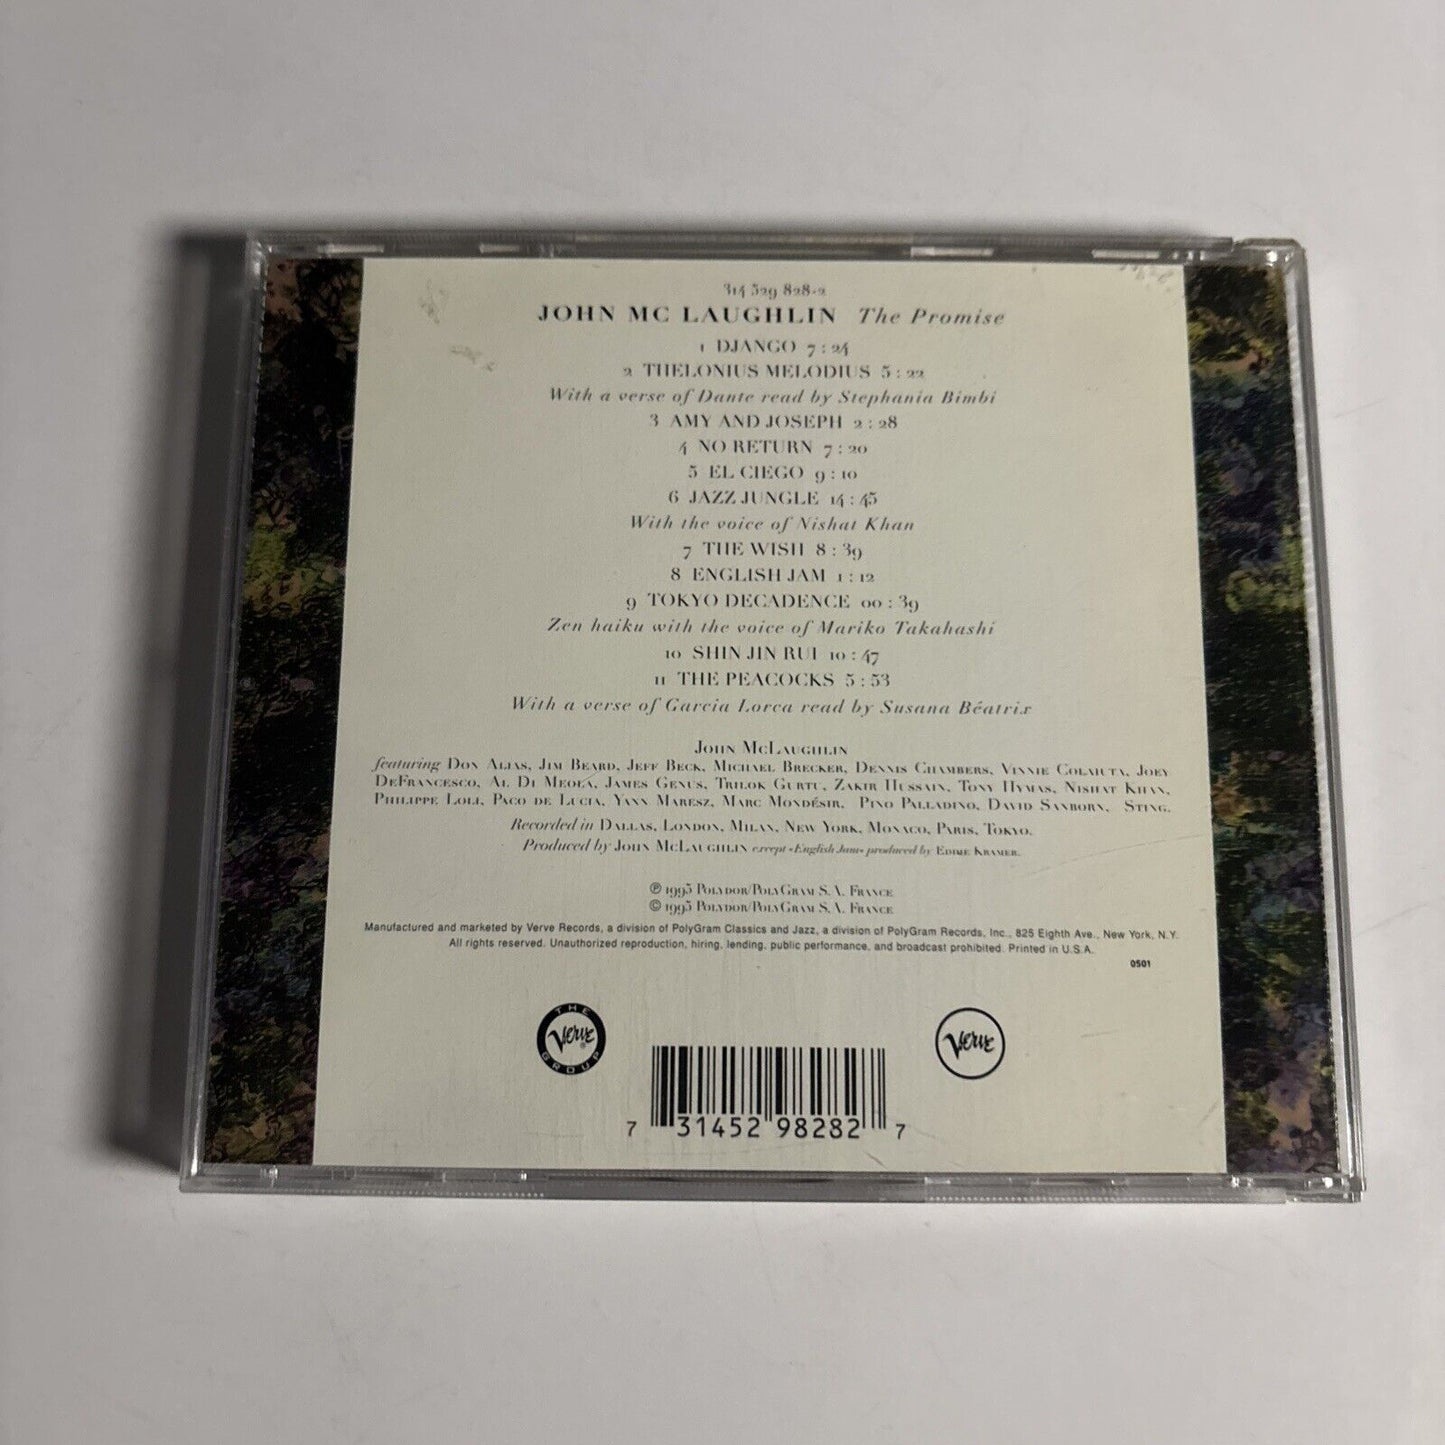 314 529 828-2
JOHN MC LAUGHLIN The Promise
1 DJANGO 7:24
2 THELONIUS MELODIUS 5:22
With a verse of Dante read by Stephania Bimbi
3 AMY AND JOSEPH 2:28
4 NO RETURN 7:20
5 EL CIEGO 9:10
6 JAZZ JUNGLE 14:45
With the voice of Nishat Khan
7 THE WISH 8:39
8 ENGLISH JAM 1:12
9 TOKYO DECADENCE 00:39
Zen haiku with the voice of Mariko Takahashi
10 SHIN JIN RUI 10:47
11 THE PEACOCKS 5:53
With a verse of Garcia Lorca read by Susana Béatrix
JOHN MCLAUGHLIN
featuring DON ALIAS, JIM BEARD, JEFF BECK, MICHAEL BRECKER, DENNIS CHAMBERS, VINNIE COLAIUTA, JOEY
DEFRANCESCO, AL DI MEOLA, JAMES GENUS, TRILOK GURTU, ZAKIR HUSSAIN, TONY HYMAS, NISHAT KHAN,
PHILIPPE LOLI, PACO DE LUCIA, YANN MARESZ, MARC MONDÉSIR, PINO PALLADINO, DAVID SANBORN, STING.
Recorded in DALLAS, LONDON, MILAN, NEW YORK, MONACO, PARIS, TOKYO.
Produced by JOHN MCLAUGHLIN except «English Jam» produced by EDDIE KRAMER.
℗ 1995 POLYDOR/POLYGRAM S.A. FRANCE
© 1995 POLYDOR/POLYGRAM S.A. FRANCE
Manufactured and marketed by Verve Records, a division of PolyGram Classics and Jazz, a division of PolyGram Records, Inc., 825 Eighth Ave., New York, N.Y.
All rights reserved. Unauthorized reproduction, hiring, lending, public performance, and broadcast prohibited. Printed in U.S.A.
0501
THE Verve® GROUP
Verve
7 31452 98282 7